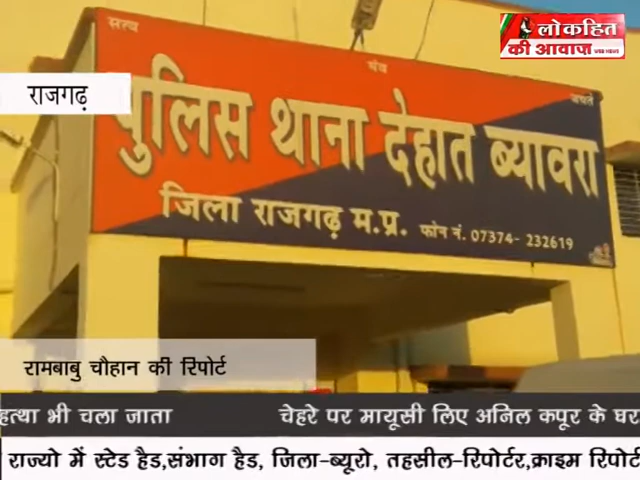 लोकहित
की आवाज़
राजगढ़
सत्य
जयते
पुलिस थाना देहात ब्यावरा
जिला राजगढ़ म.प्र. फोन नं. 07374- 232619
रामबाबु चौहान की रिपोर्ट
हत्था भी चला जाता चेहरे पर मायूसी लिए अनिल कपूर के घर
राज्यो में स्टेड हैड,संभाग हैड, जिला-ब्यूरो, तहसील-रिपोर्टर,क्राइम रिपोर्ट